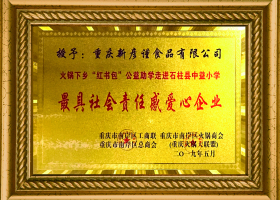 授予：重庆新彦瑾食品有限公司
火锅下乡“红书包”公益助学走进石柱县中益小学
最具社会责任感爱心企业
重庆市南岸区工商联 重庆市南岸区火锅商会
重庆市南岸区总商会 (重庆火锅人联盟)
二〇一九年五月